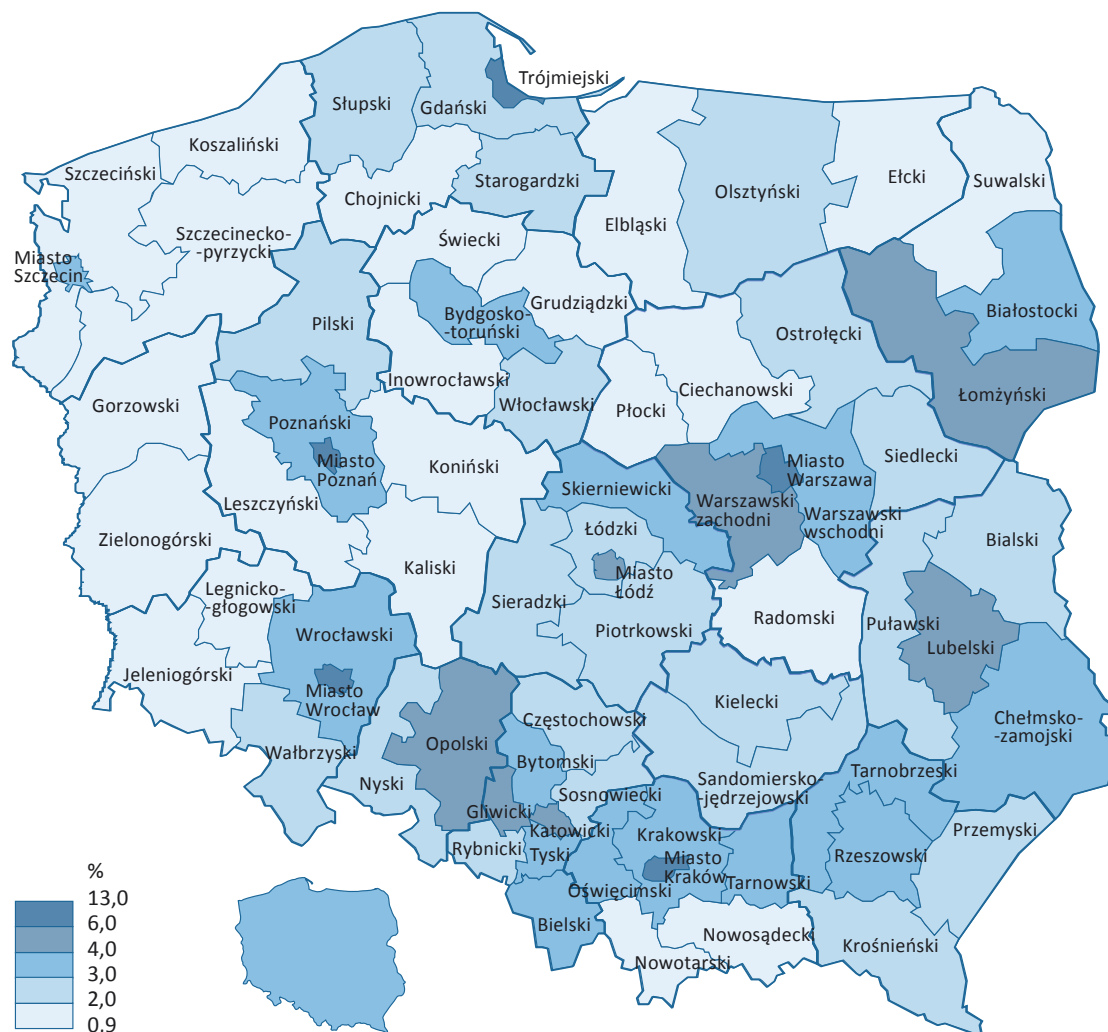 Trójmiejski
Słupski
Gdański
Koszaliński
Szczeciński
Starogardzki
Ełcki
Suwalski
Chojnicki
Olsztyński
Elbląski
Szczecinecko-
-pyrzycki
Świecki
Miasto
Szczecin
Grudziądzki
Bydgosko-
-toruński
Białostocki
Pilski
Ostrołęcki
Inowrocławski
Ciechanowski
Łomżyński
Gorzowski
Włocławski
Płocki
Poznański
Miasto
Poznań
Koniński
Siedlecki
Miasto
Warszawa
Skierniewicki
Warszawski
zachodni
Leszczyński
Warszawski
wschodni
Łódzki
Zielonogórski
Bialski
Kaliski
Miasto
Łódź
Legnicko-
-głogowski
Sieradzki
Radomski
Puławski
Wrocławski
Piotrkowski
Lubelski
Jeleniogórski
Miasto
Wrocław
Kielecki
Częstochowski
Chełmsko-
-zamojski
Opolski
Wałbrzyski
Bytomski
Tarnobrzeski
Nyski
Sandomiersko-
-jędrzejowski
Sosnowiecki
Gliwicki
Katowicki
Krakowski
Przemyski
Rybnicki
Tyski
Miasto
Kraków
Rzeszowski
Oświęcimski
Tarnowski
Bielski
Nowosądecki
Krośnieński
Nowotarski
%
13,0
6,0
4,0
3,0
2,0
0,9